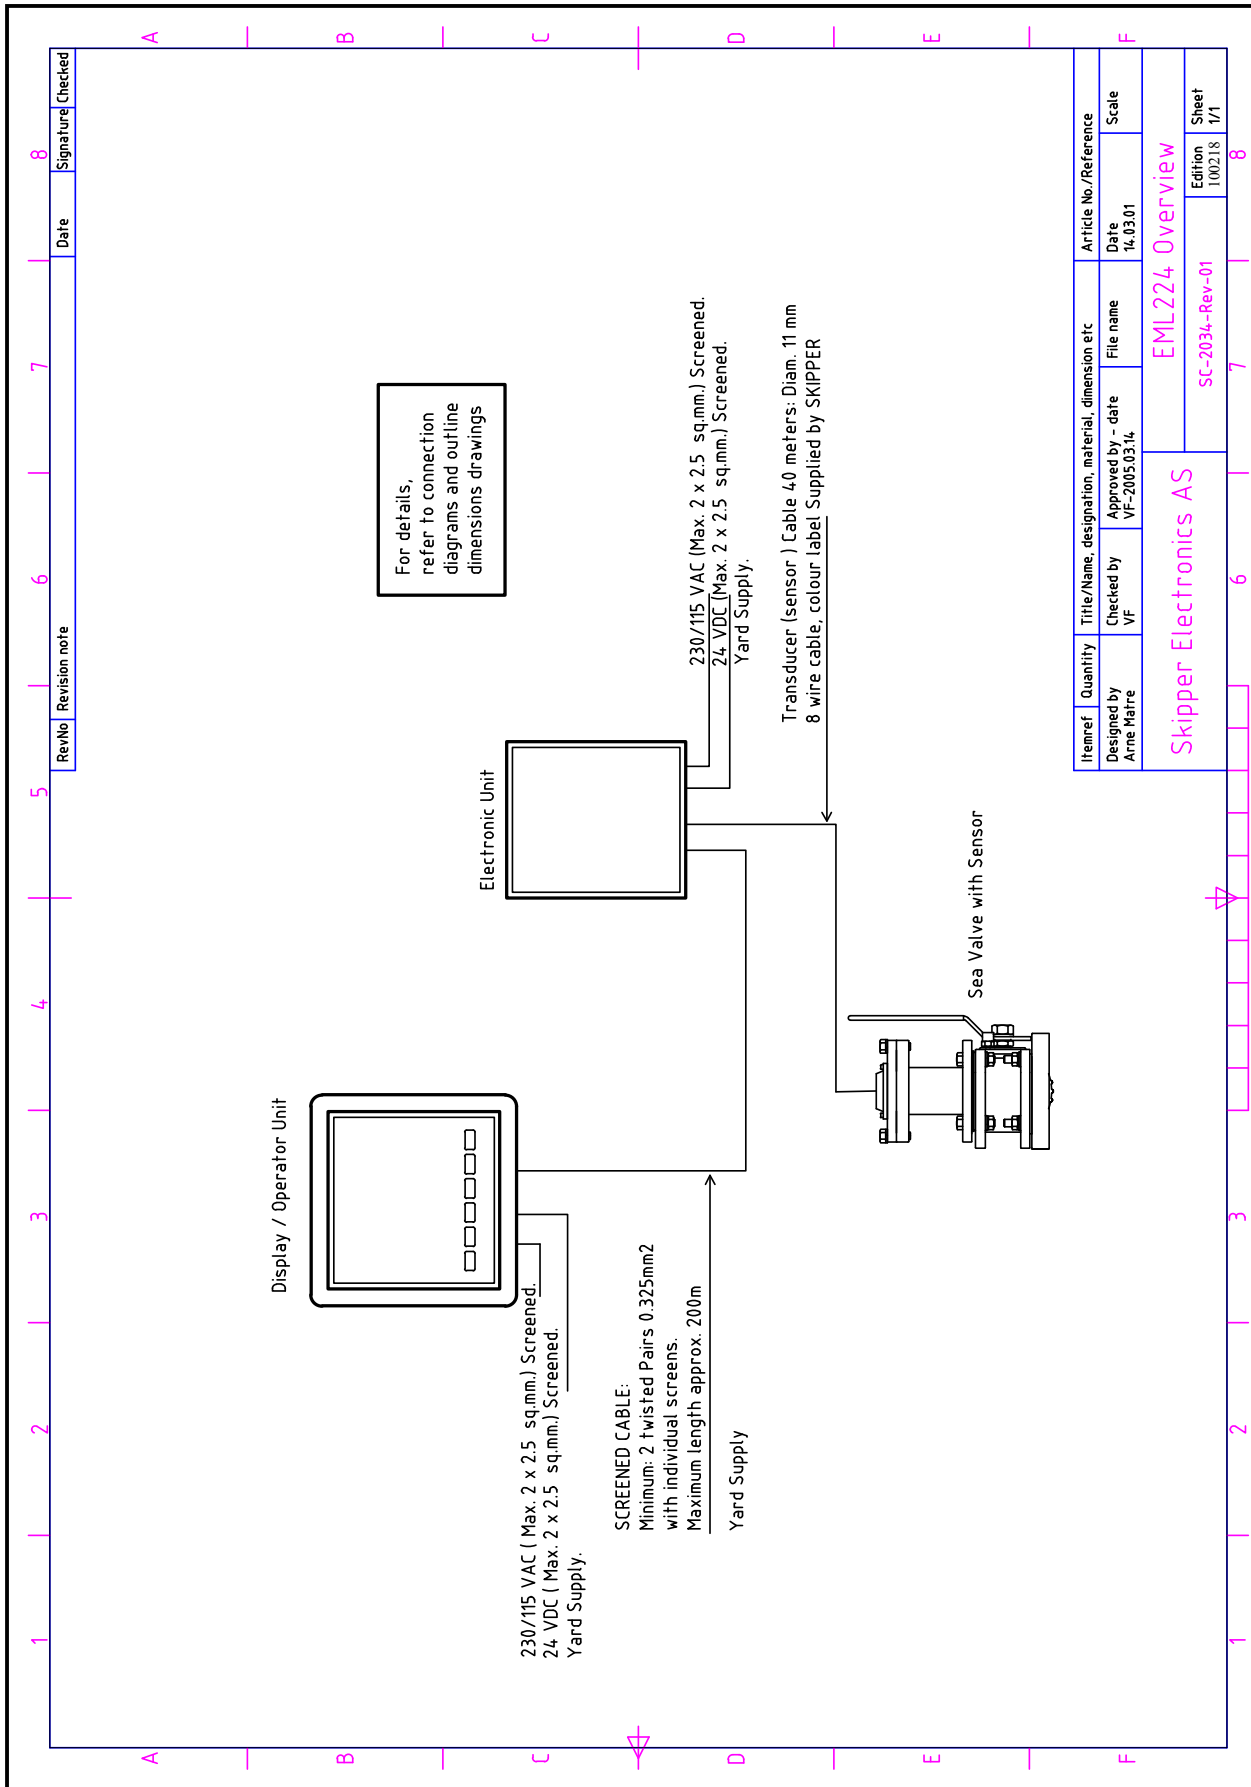 1 2 3 4 5 6 7 8
A
B
C
D
E
F
RevNo Revision note Date Signature Checked
Display / Operator Unit
Electronic Unit
For details,
refer to connection
diagrams and outline
dimensions drawings
230/115 VAC ( Max. 2 x 2.5 sq.mm.) Screened.
24 VDC ( Max. 2 x 2.5 sq.mm.) Screened.
Yard Supply.
SCREENED CABLE:
Minimum: 2 twisted Pairs 0.325mm2
with individual screens.
Maximum length approx. 200m
Yard Supply
230/115 VAC (Max. 2 x 2.5 sq.mm.) Screened.
24 VDC (Max. 2 x 2.5 sq.mm.) Screened.
Yard Supply.
Transducer (sensor ) Cable 40 meters: Diam. 11 mm
8 wire cable, colour label Supplied by SKIPPER
Sea Valve with Sensor
Itemref Quantity Title/Name, designation, material, dimension etc Article No./Reference
Designed by Checked by Approved by - date File name Date Scale
Arne Matre VF VF-2005.03.14 14.03.01
Skipper Electronics AS
EML224 Overview
SC-2034-Rev-01
Edition Sheet
100218 1/1
A
B
C
D
E
F
1 2 3 4 5 6 7 8